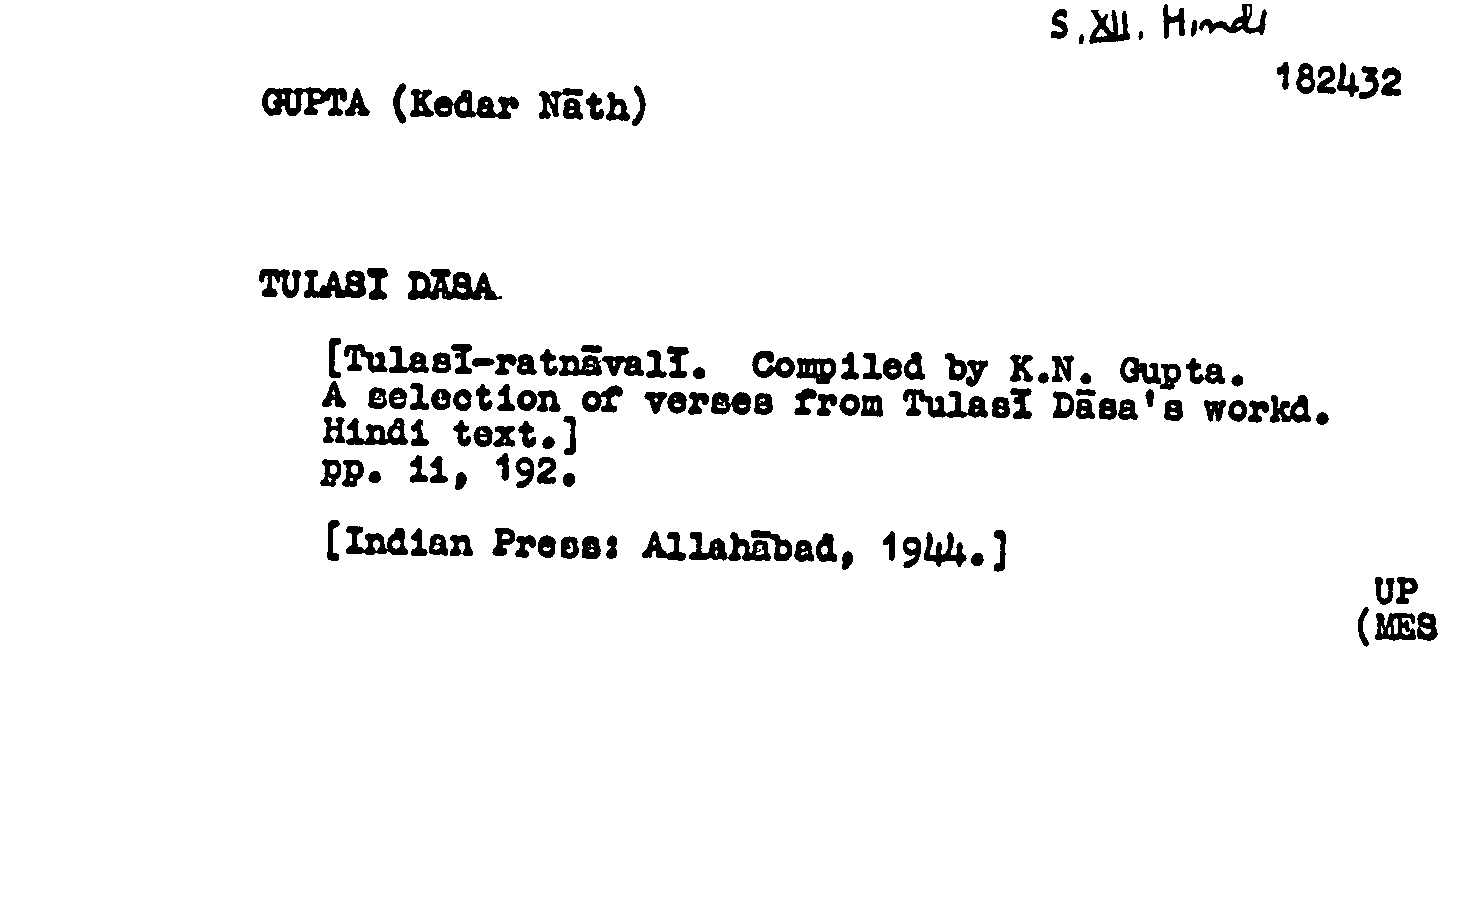 S.XII. Hindi
182432
GUPTA (Kedar Nāth)
TULASĪ DĀSA
[Tulasī-ratnāvalī. Compiled by K.N. Gupta.
A selection of verses from Tulasī Dāsa's workd.
Hindi text.]
pp. ii, 192.
[Indian Press: Allahābad, 1944.]
UP
(MES